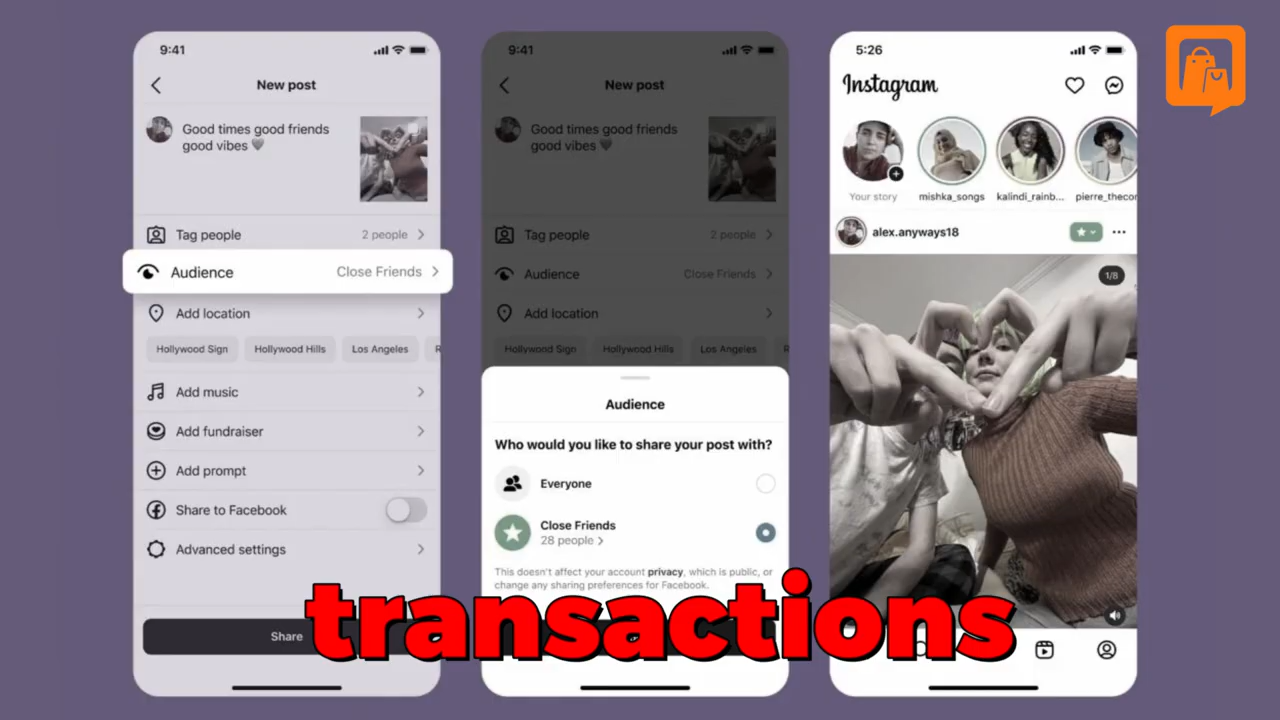 9:41
New post
Good times good friends
good vibes
Tag people
2 people
Audience
Close Friends
Add location
Hollywood Sign
Hollywood Hills
Los Angeles
R
Add music
Add fundraiser
Add prompt
Share to Facebook
Advanced settings
Share
9:41
New post
Good times good friends
good vibes
Tag people
2 people
Audience
Close Friends
Add location
Hollywood Sign
Hollywood Hills
Los Angeles
R
Audience
Who would you like to share your post with?
Everyone
Close Friends
28 people
This doesn't affect your account privacy, which is public, or
change any sharing preferences for Facebook.
5:26
Instagram
Your story
mishka_songs
kalindi_rainb...
pierre_thecon
alex.anyways18
1/8
transactions